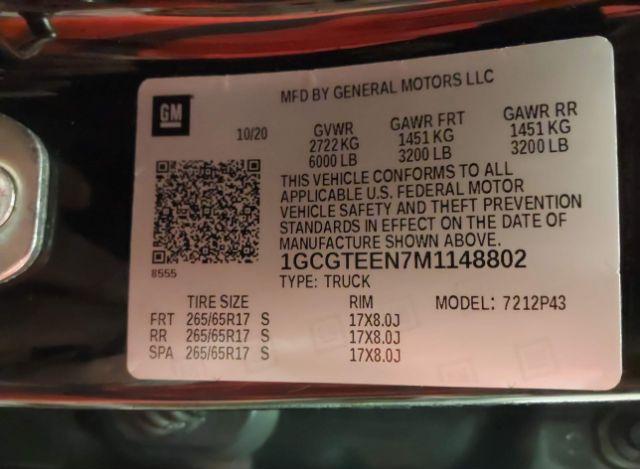 MFD BY GENERAL MOTORS LLC
GM
10/20
GVWR GAWR FRT GAWR RR
2722 KG 1451 KG 1451 KG
6000 LB 3200 LB 3200 LB
THIS VEHICLE CONFORMS TO ALL
APPLICABLE U.S. FEDERAL MOTOR
VEHICLE SAFETY AND THEFT PREVENTION
STANDARDS IN EFFECT ON THE DATE OF
MANUFACTURE SHOWN ABOVE.
8555
1GCGTEEN7M1148802
TYPE: TRUCK
TIRE SIZE RIM MODEL: 7212P43
FRT 265/65R17 S 17X8.0J
RR 265/65R17 S 17X8.0J
SPA 265/65R17 S 17X8.0J